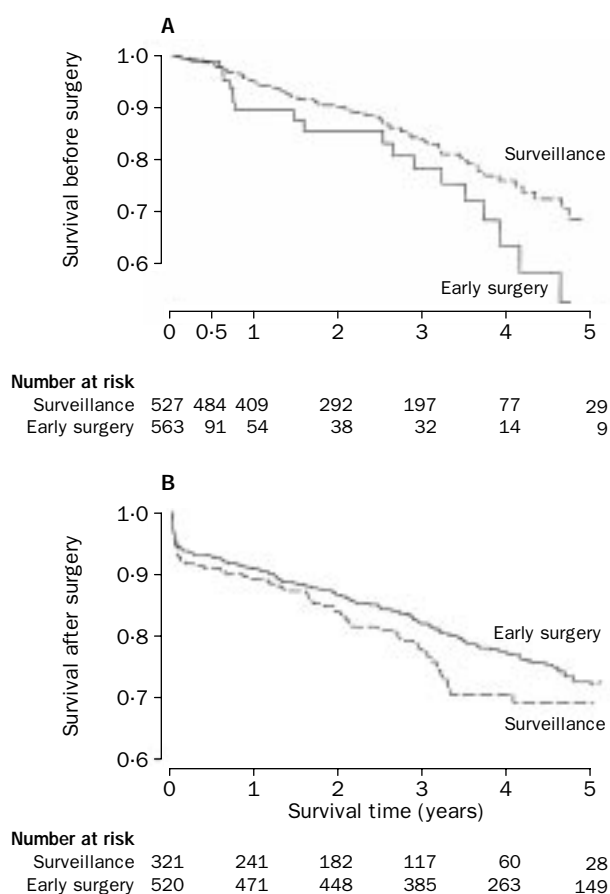 A
Survival before surgery
1·0
0·9
0·8
0·7
0·6
Surveillance
Early surgery
0 0·5 1 2 3 4 5
Number at risk
Surveillance 527 484 409 292 197 77 29
Early surgery 563 91 54 38 32 14 9
B
Survival after surgery
1·0
0·9
0·8
0·7
0·6
Early surgery
Surveillance
0 1 2 3 4 5
Survival time (years)
Number at risk
Surveillance 321 241 182 117 60 28
Early surgery 520 471 448 385 263 143